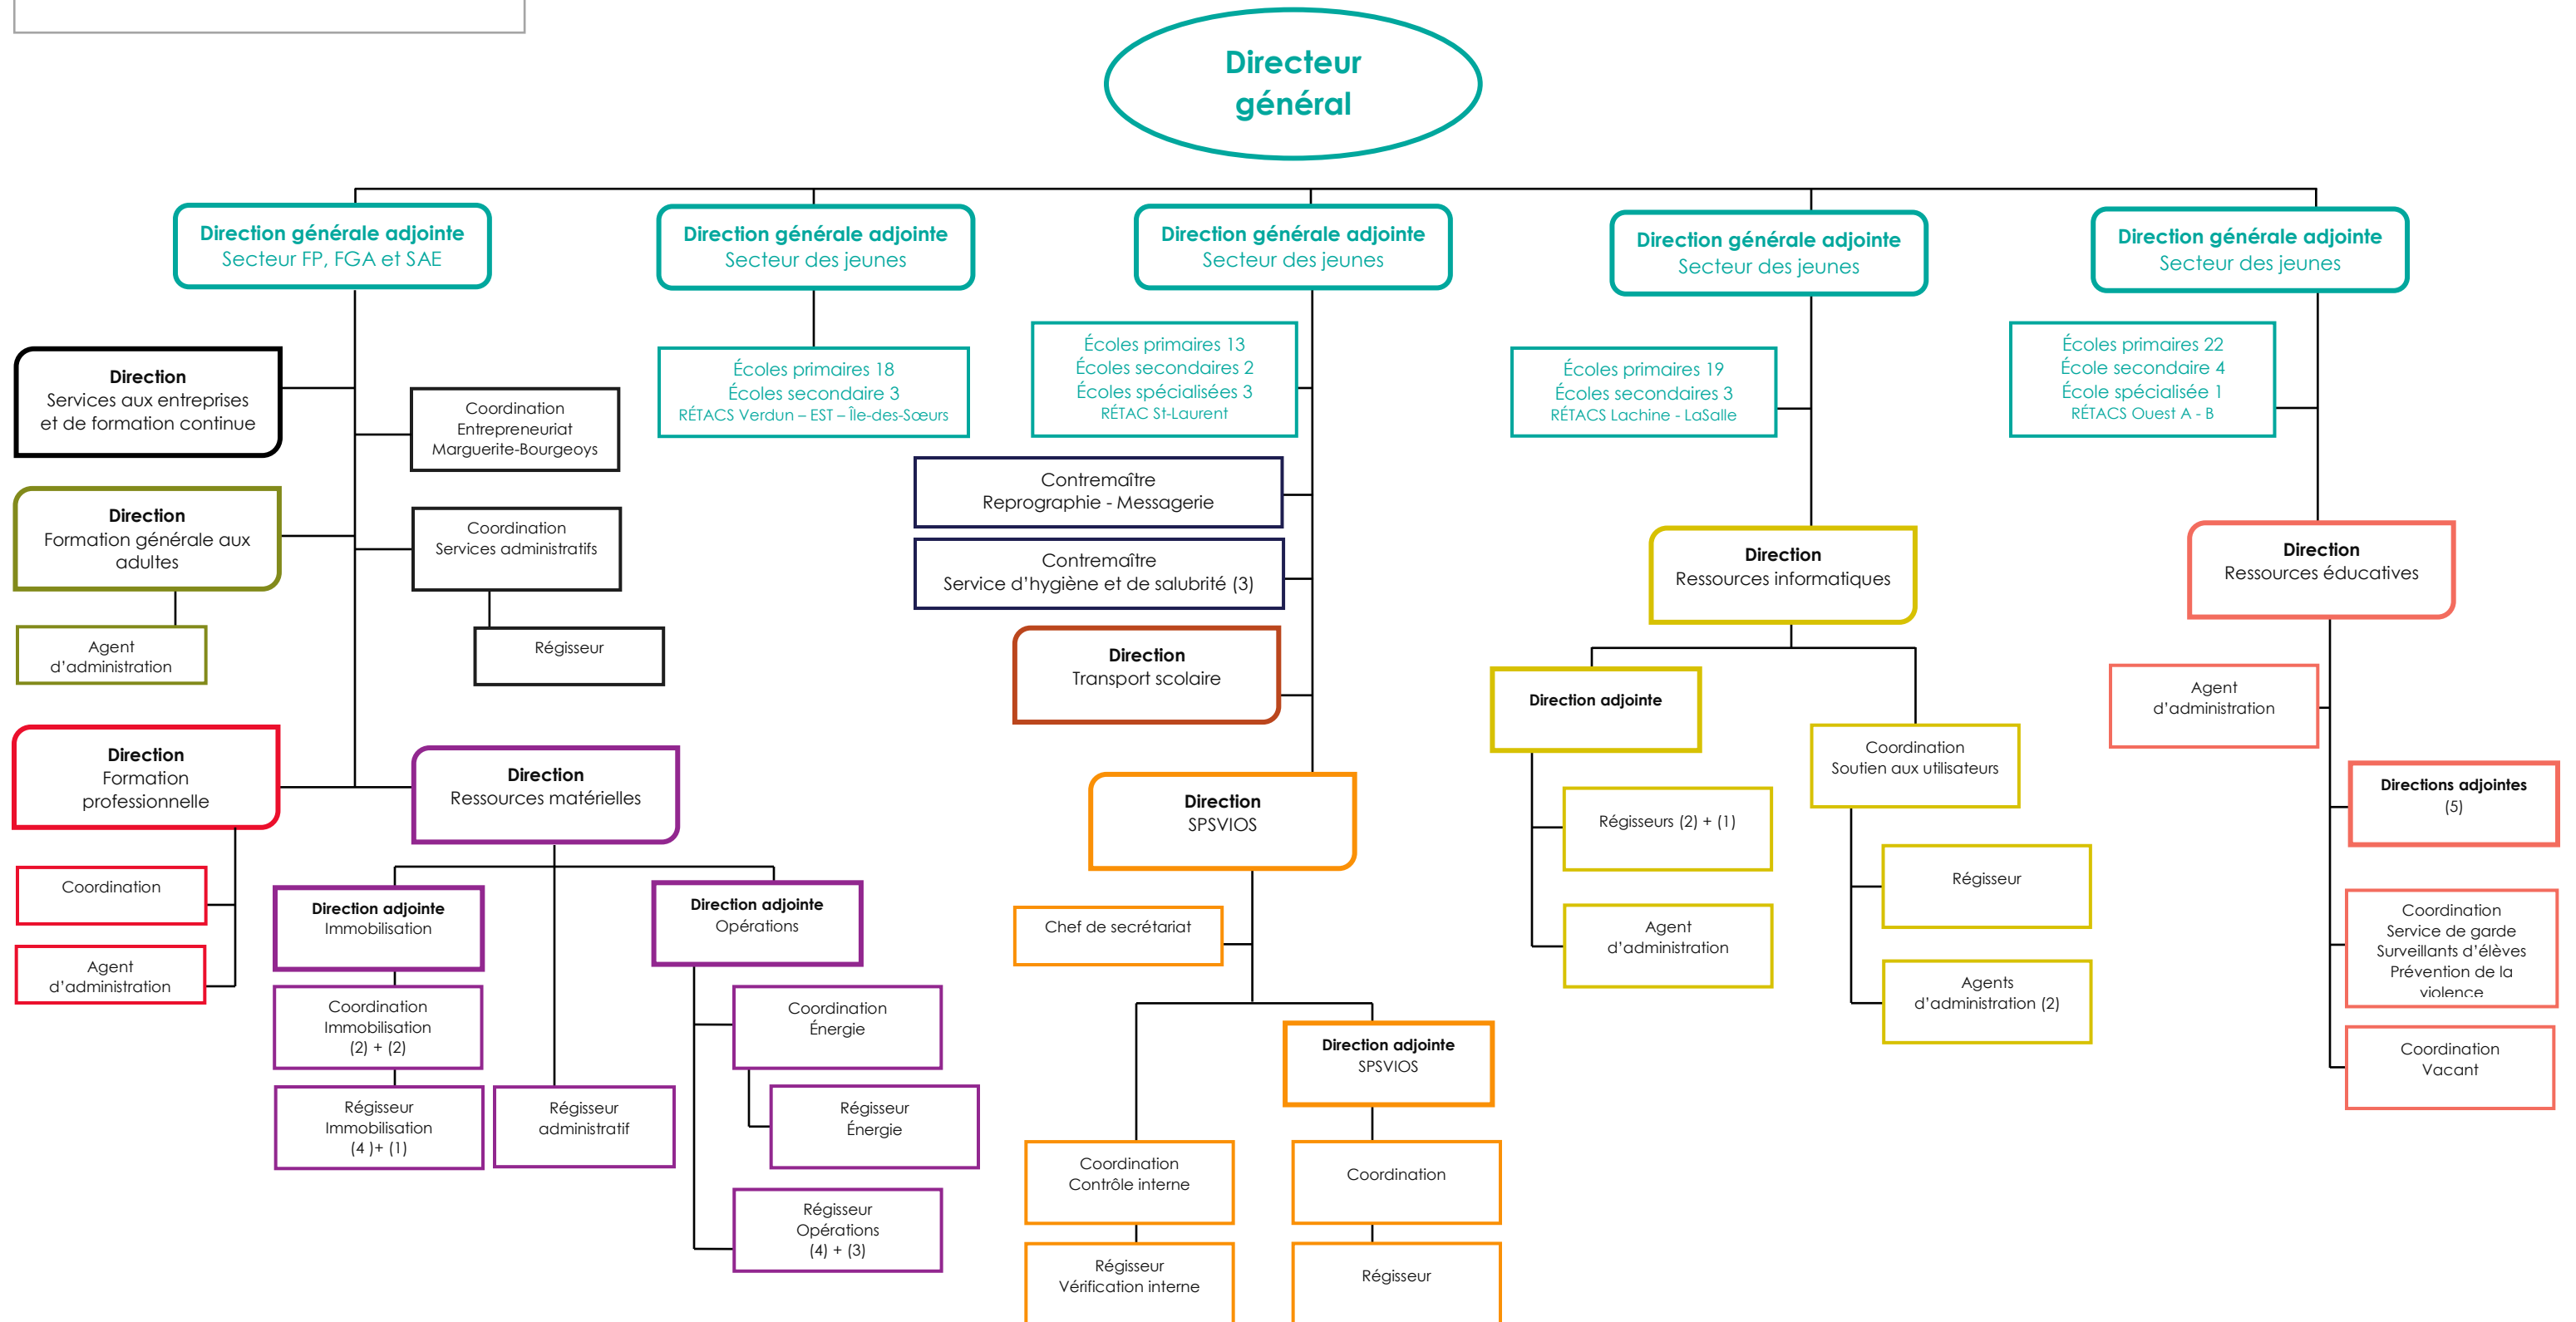 Directeur
général
Direction générale adjointe
Secteur FP, FGA et SAE
Direction générale adjointe
Secteur des jeunes
Direction générale adjointe
Secteur des jeunes
Direction générale adjointe
Secteur des jeunes
Direction générale adjointe
Secteur des jeunes
Direction
Services aux entreprises
et de formation continue
Coordination
Entrepreneuriat
Marguerite-Bourgeoys
Direction
Formation générale aux
adultes
Coordination
Services administratifs
Agent
d'administration
Régisseur
Direction
Formation
professionnelle
Direction
Ressources matérielles
Coordination
Agent
d'administration
Direction adjointe
Immobilisation
Coordination
Immobilisation
(2) + (2)
Régisseur
Immobilisation
(4 )+ (1)
Régisseur
administratif
Direction adjointe
Opérations
Coordination
Énergie
Régisseur
Énergie
Régisseur
Opérations
(4) + (3)
Écoles primaires 18
Écoles secondaire 3
RÉTACS Verdun – EST – Île-des-Sœurs
Écoles primaires 13
Écoles secondaires 2
Écoles spécialisées 3
RÉTAC St-Laurent
Contremaître
Reprographie - Messagerie
Contremaître
Service d'hygiène et de salubrité (3)
Direction
Transport scolaire
Direction
SPSVIOS
Chef de secrétariat
Direction adjointe
SPSVIOS
Coordination
Contrôle interne
Coordination
Régisseur
Vérification interne
Régisseur
Écoles primaires 19
Écoles secondaires 3
RÉTACS Lachine - LaSalle
Direction
Ressources informatiques
Direction adjointe
Régisseurs (2) + (1)
Agent
d'administration
Coordination
Soutien aux utilisateurs
Régisseur
Agents
d'administration (2)
Écoles primaires 22
École secondaire 4
École spécialisée 1
RÉTACS Ouest A - B
Direction
Ressources éducatives
Agent
d'administration
Directions adjointes
(5)
Coordination
Service de garde
Surveillants d'élèves
Prévention de la
violence
Coordination
Vacant